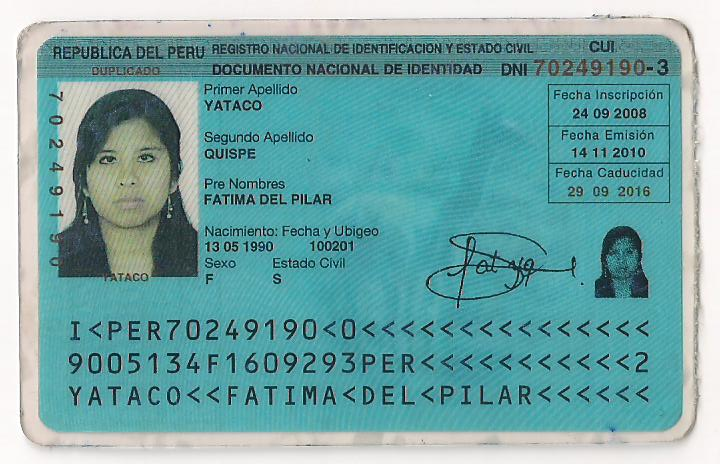 REPUBLICA DEL PERU REGISTRO NACIONAL DE IDENTIFICACION Y ESTADO CIVIL CUI
DUPLICADO DOCUMENTO NACIONAL DE IDENTIDAD DNI 70249190-3
70249190
Primer Apellido
YATACO
Segundo Apellido
QUISPE
Pre Nombres
FATIMA DEL PILAR
Nacimiento: Fecha y Ubigeo
13 05 1990 100201
Sexo Estado Civil
F S
YATACO
Fecha Inscripción
24 09 2008
Fecha Emisión
14 11 2010
Fecha Caducidad
29 09 2016
I<PER70249190<0<<<<<<<<<<<<<<<
9005134F1609293PER<<<<<<<<<<<2
YATACO<<FATIMA<DEL<PILAR<<<<<<